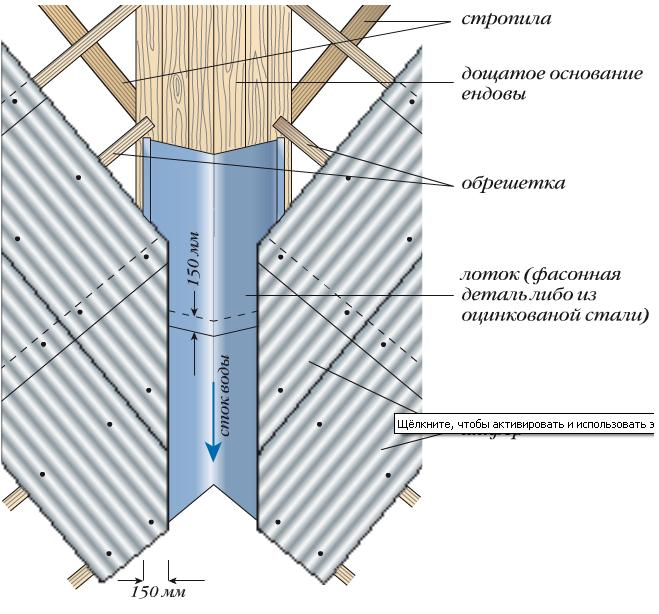 стропила
дощатое основание
ендовы
обрешетка
150 мм
лоток (фасонная
деталь либо из
оцинкованой стали)
сток воды
Щёлкните, чтобы активировать и использовать э
150 мм